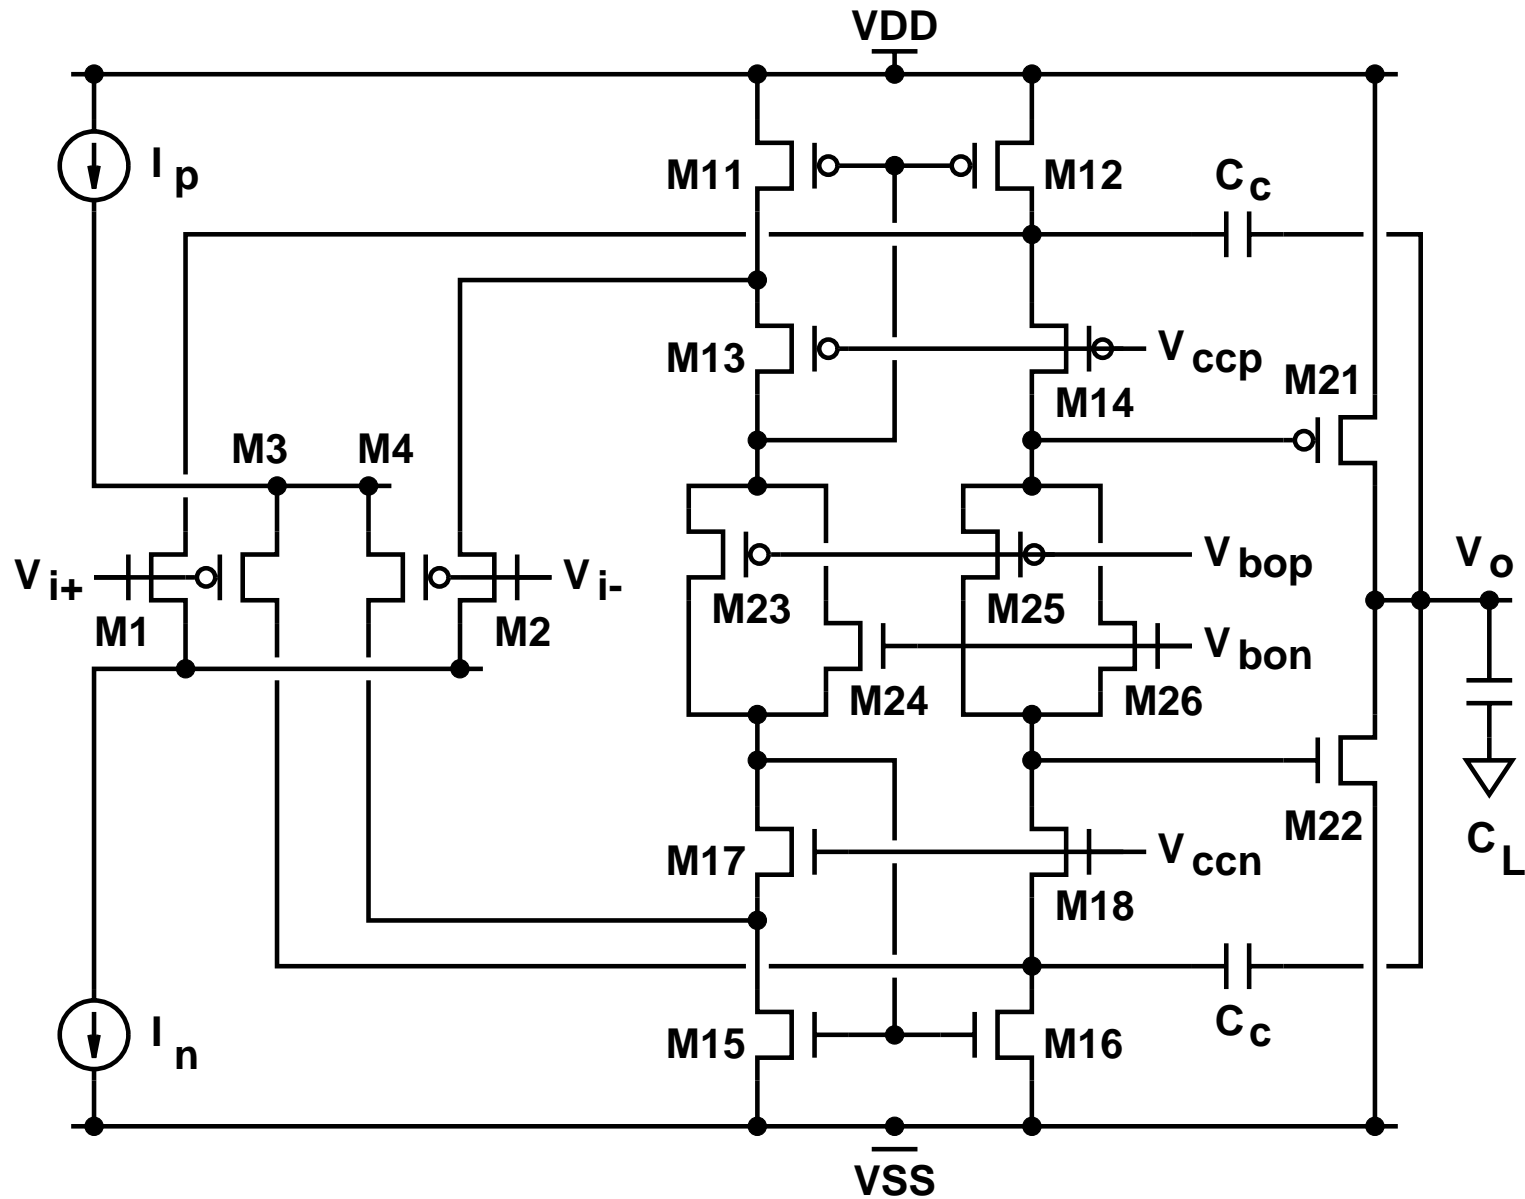 VDD
I p
M11
M12
C c
M13
V ccp
M14
M21
M3
M4
V i+
V i-
M1
M2
M23
M25
V bop
V o
M24
M26
V bon
M17
V ccn
M18
M22
C L
I n
M15
M16
C c
VSS